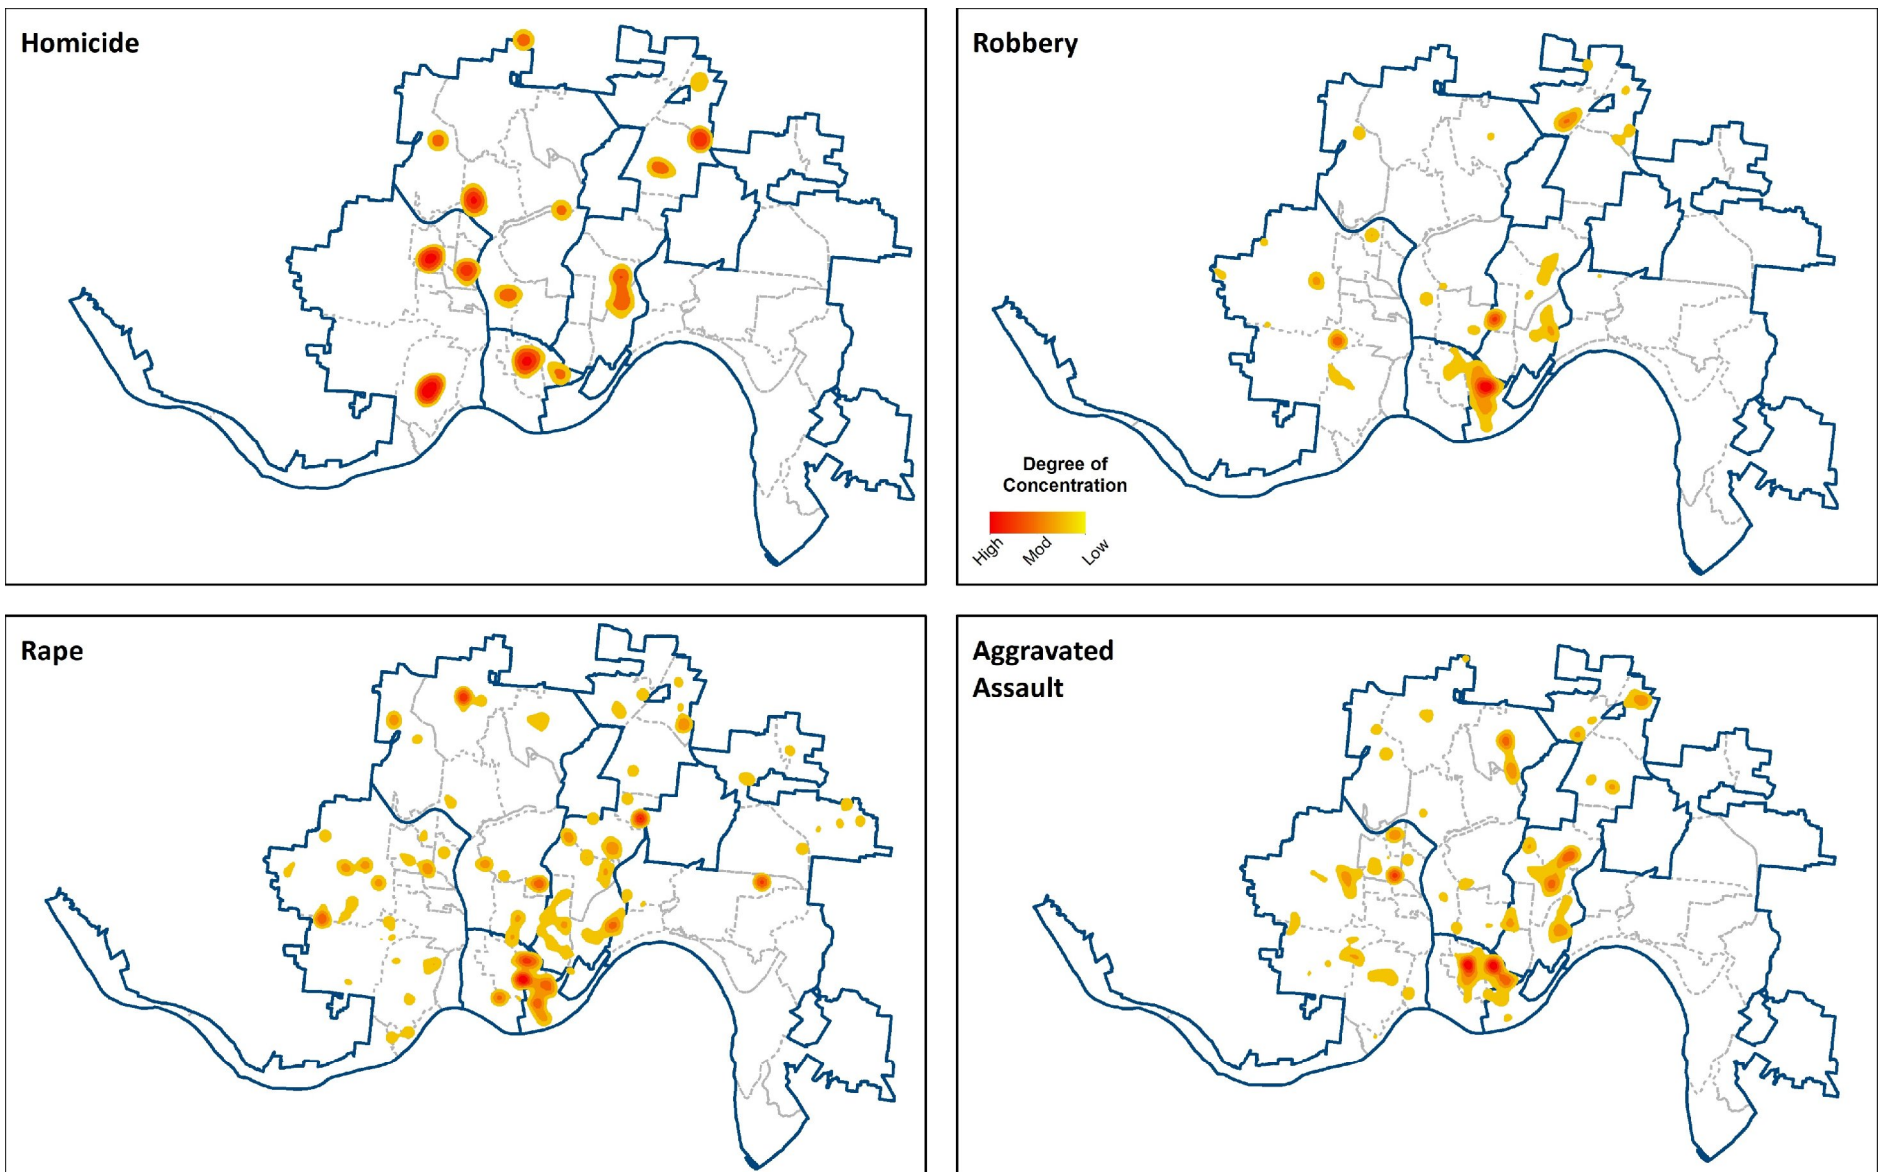 Homicide
Robbery
Degree of
Concentration
High
Mod
Low
Rape
Aggravated
Assault